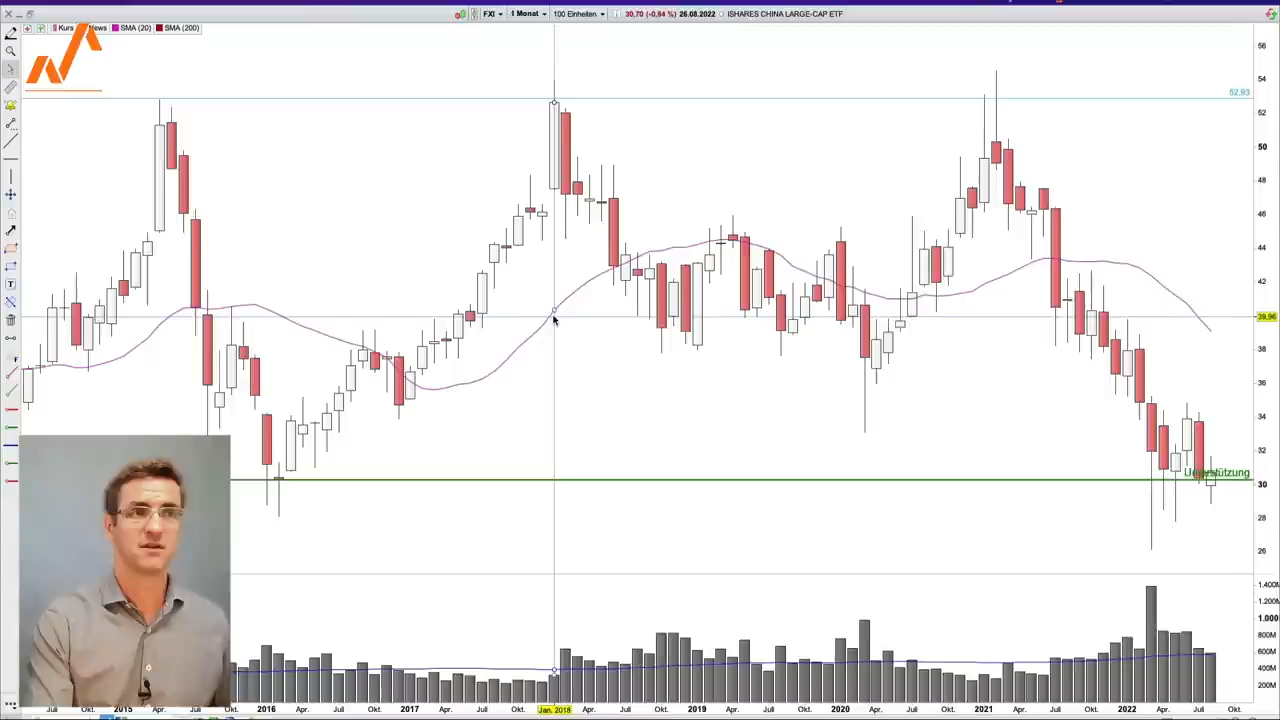 FXI 1 Monat 100 Einheiten 30,70 (-0,84 %) 26.08.2022 ISHARES CHINA LARGE-CAP ETF
Kurs News SMA (20) SMA (200)
56
54
52,93
52
50
48
46
44
42
39,96
38
36
34
32
Unterstützung
30
28
26
1.400M
1.200M
1.000M
800M
600M
400M
200M
Juli Okt. 2015 Apr. Juli Okt. 2016 Apr. Juli Okt. 2017 Apr. Juli Okt. Jan. 2018 Apr. Juli Okt. 2019 Apr. Juli Okt. 2020 Apr. Juli Okt. 2021 Apr. Juli Okt. 2022 Apr. Juli Okt.